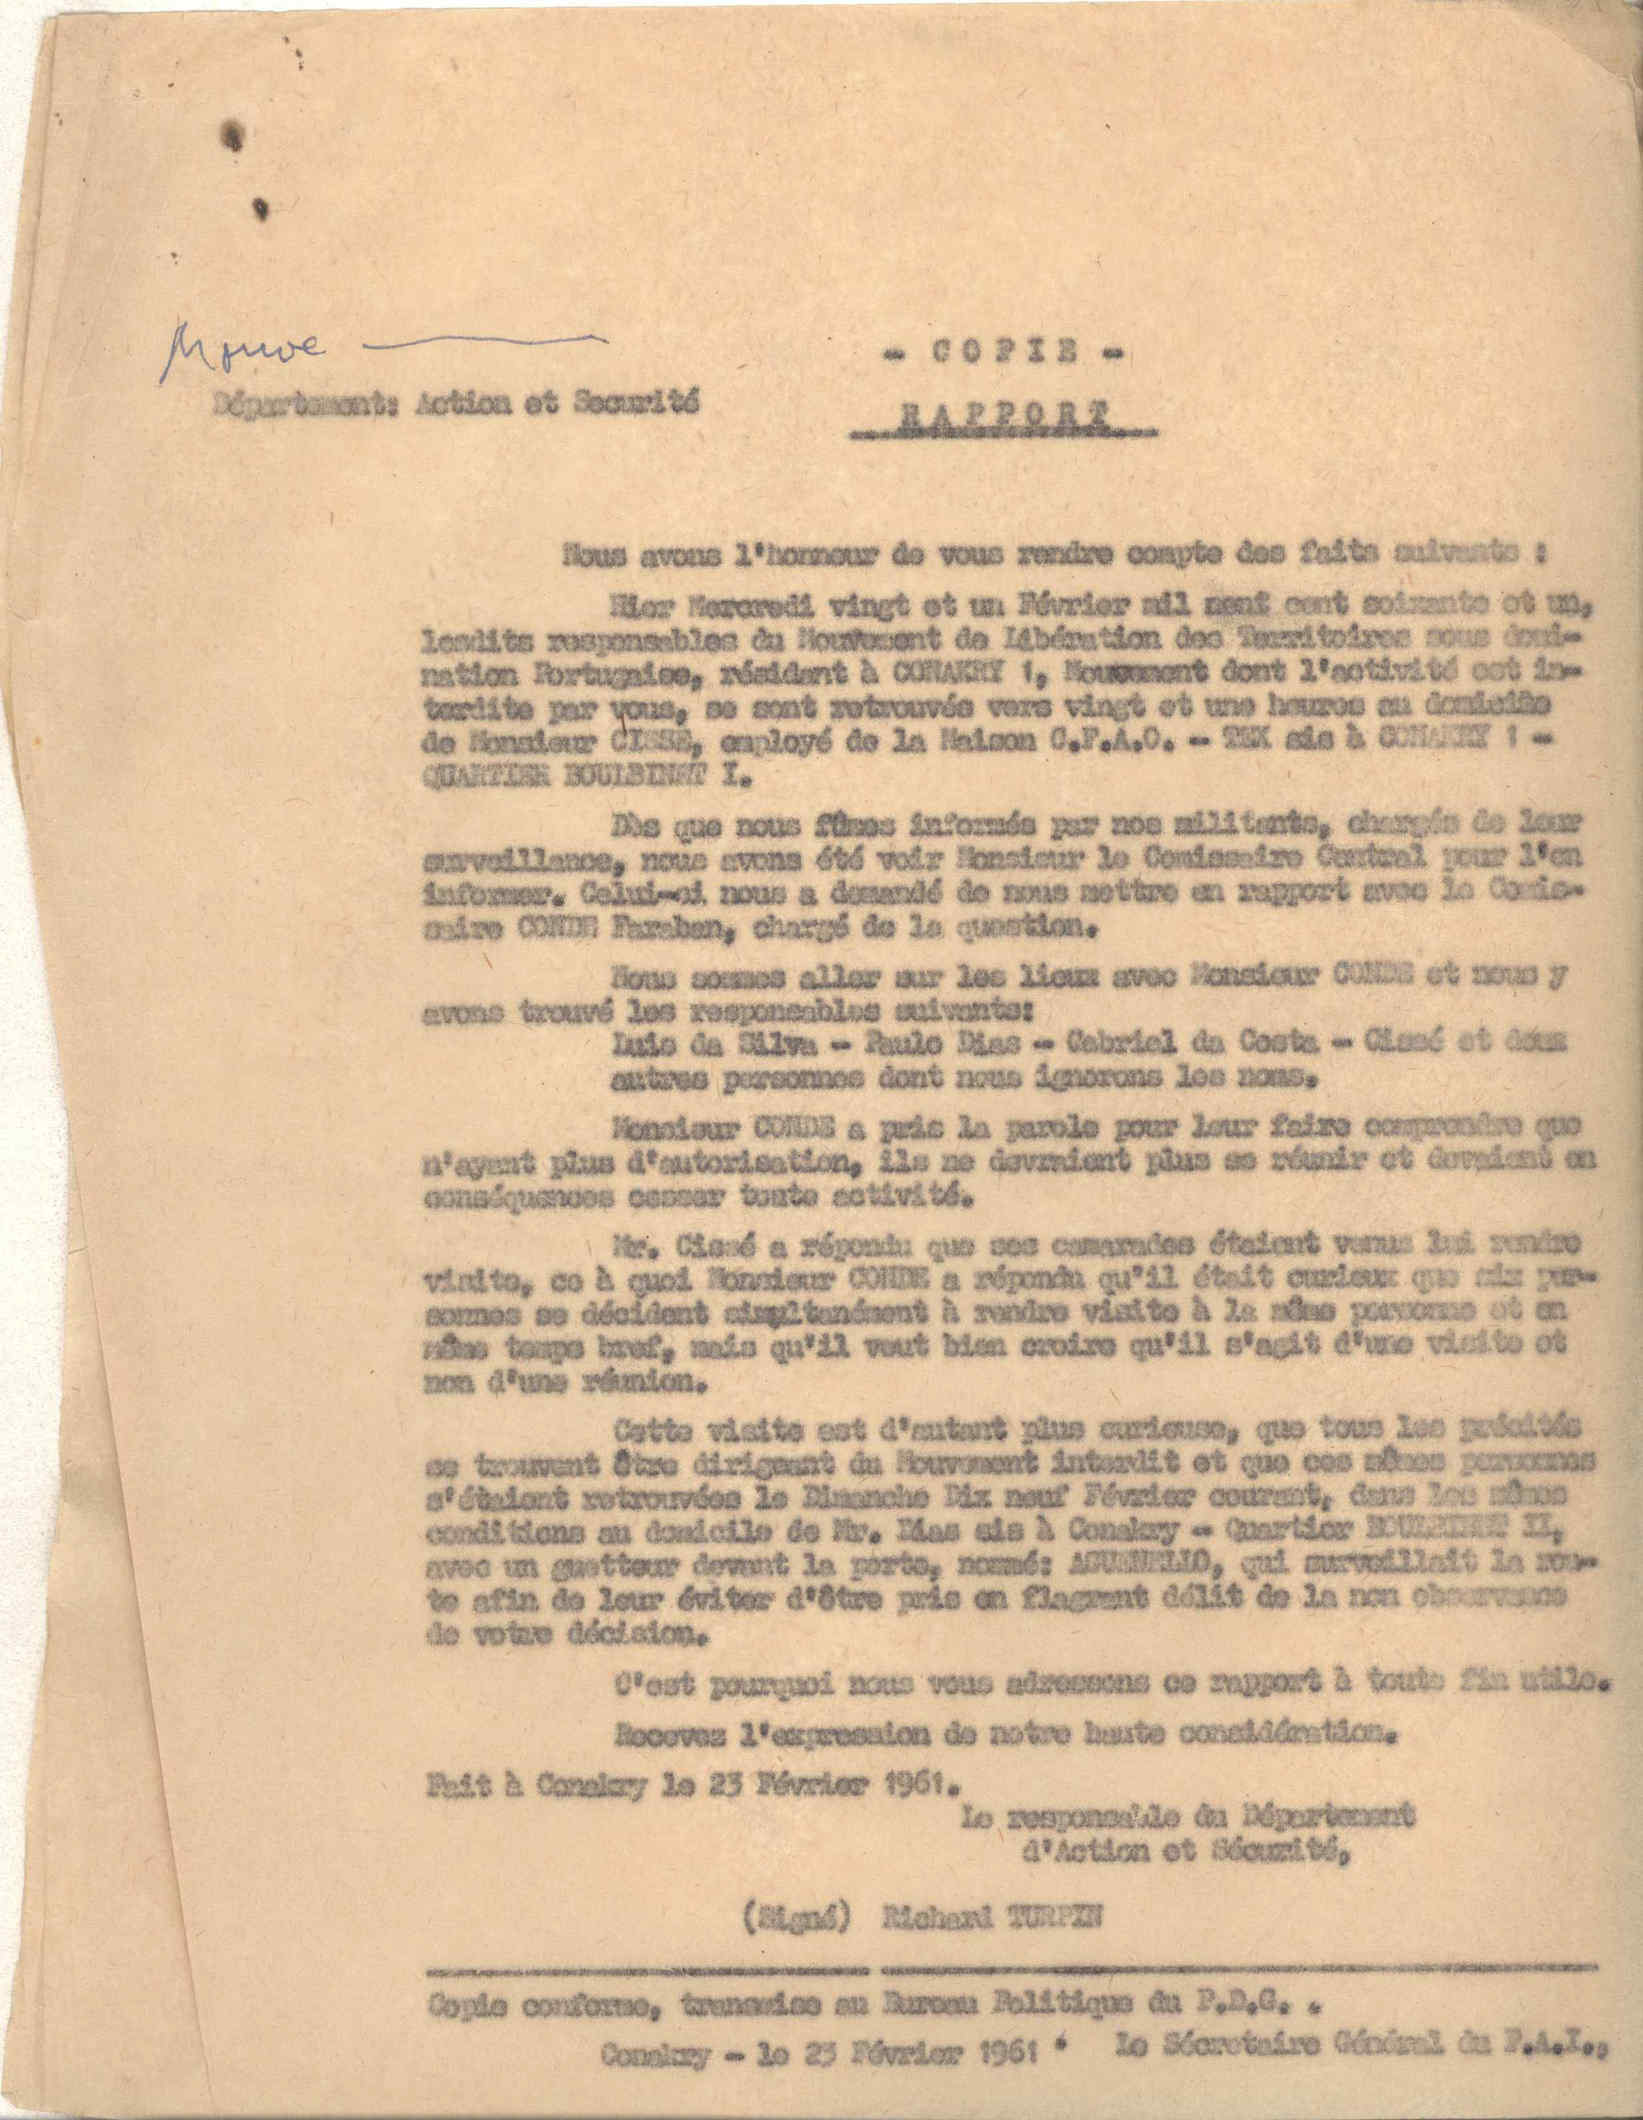 - C O P I E -
Département: Action et Securité
R A P P O R T
Nous avons l'honneur de vous rendre compte des faits suivants :
Hier Mercredi vingt et un Février mil neuf cent soixante et un,
lesdits responsables du Mouvement de Libération des Territoires sous domi-
nation Portugaise, résidant à CONAKRY 1, Mouvement dont l'activité est in-
terdite par vous, se sont retrouvés vers vingt et une heures au domicile
de Monsieur CISSE, employé de la Maison C.F.A.O. - TEX sis à CONAKRY 1 -
QUARTIER BOULBINET I.
Dès que nous fûmes informés par nos militants, chargés de leur
surveillance, nous avons été voir Monsieur le Comissaire Central pour l'en
informer. Celui-ci nous a demandé de nous mettre en rapport avec le Comis-
saire CONDE Faraban, chargé de la question.
Nous sommes aller sur les lieux avec Monsieur CONDE et nous y
avons trouvé les responsables suivants:
Luis da Silva - Paulo Dias - Gabriel da Costa - Cissé et deux
autres personnes dont nous ignorons les noms.
Monsieur CONDE a pris la parole pour leur faire comprendre que
n'ayant plus d'autorisation, ils ne devraient plus se réunir et devaient en
conséquences cesser toute activité.
Mr. Cissé a répondu que ses camarades étaient venus lui rendre
visite, ce à quoi Monsieur CONDE a répondu qu'il était curieux que six per-
sonnes se décident simultanément à rendre visite à la même personne et en
même temps bref, mais qu'il veut bien croire qu'il s'agit d'une visite et
non d'une réunion.
Cette visite est d'autant plus curieuse, que tous les précités
se trouvent être dirigeant du Mouvement interdit et que ces mêmes personnes
s'étaient retrouvées le Dimanche Dix neuf Février courant, dans les mêmes
conditions au domicile de Mr. Dias sis à Conakry - Quartier BOULBINET II,
avec un guetteur devant la porte, nommé: qui surveillait la rou-
te afin de leur éviter d'être pris en flagrant délit de la non observance
de votre décision.
C'est pourquoi nous vous adressons ce rapport à toute fin utile.
Recevez l'expression de notre haute considération.
Fait à Conakry le 23 Février 1961.
Le responsable du Département
d'Action et Sécurité,
(Signé) Richard TURPIN
Copie conforme, transmise au Bureau Politique du P.D.G. .
Conakry - le 23 Février 1961 . Le Sécretaire Général du F.A.I.,